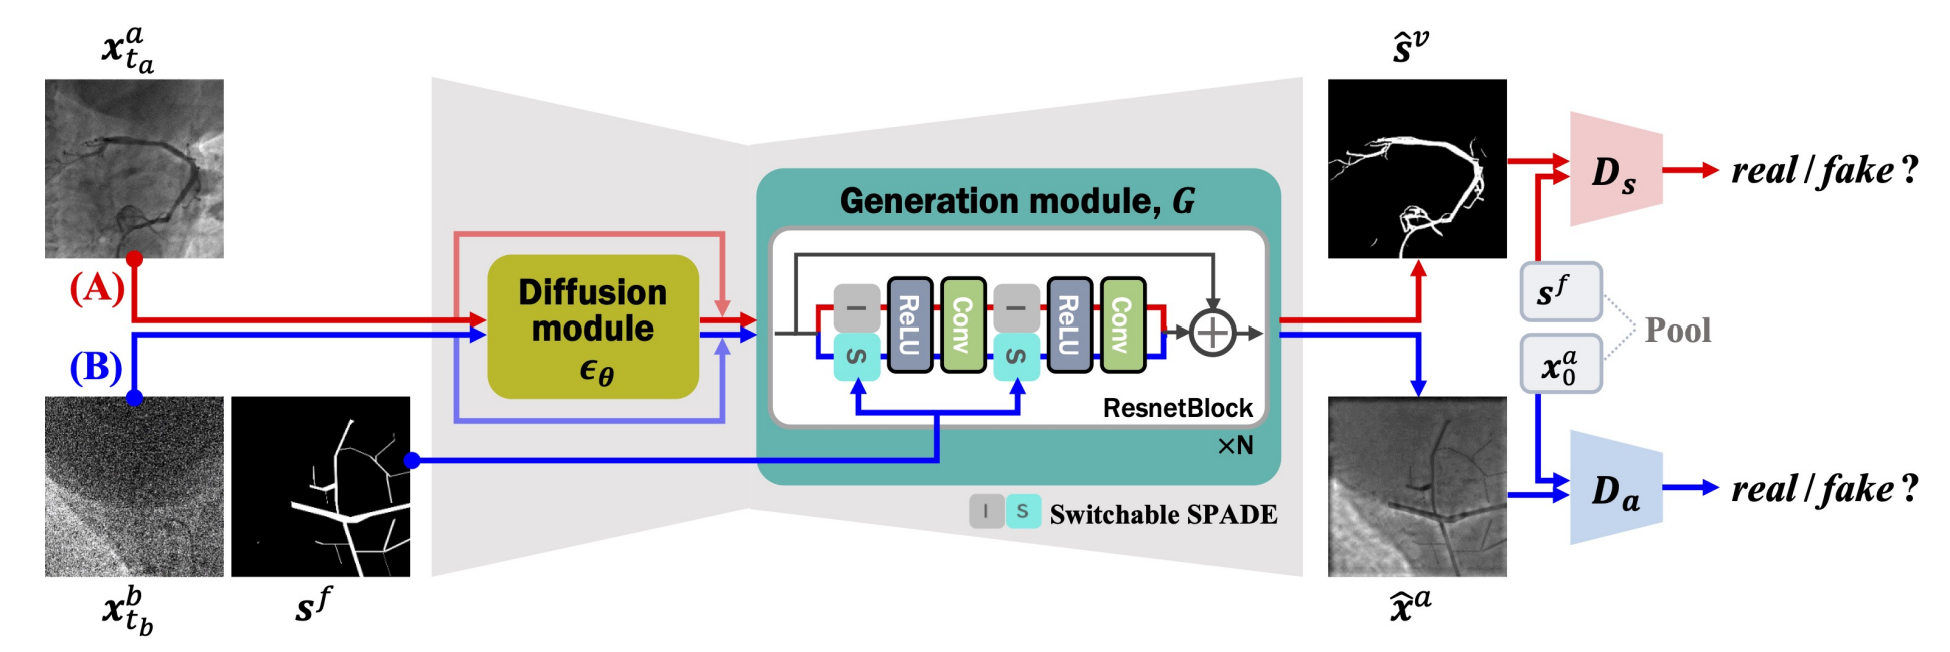 x^a_{t_a}
ŝ^v
(A)
(B)
x^b_{t_b}
s^f
Diffusion
module
ϵ_θ
Generation module, G
I
S
ReLU
Conv
I
S
ReLU
Conv
ResnetBlock
×N
I S Switchable SPADE
D_s
real / fake ?
s^f
x^a_0
Pool
D_a
real / fake ?
x̂^a